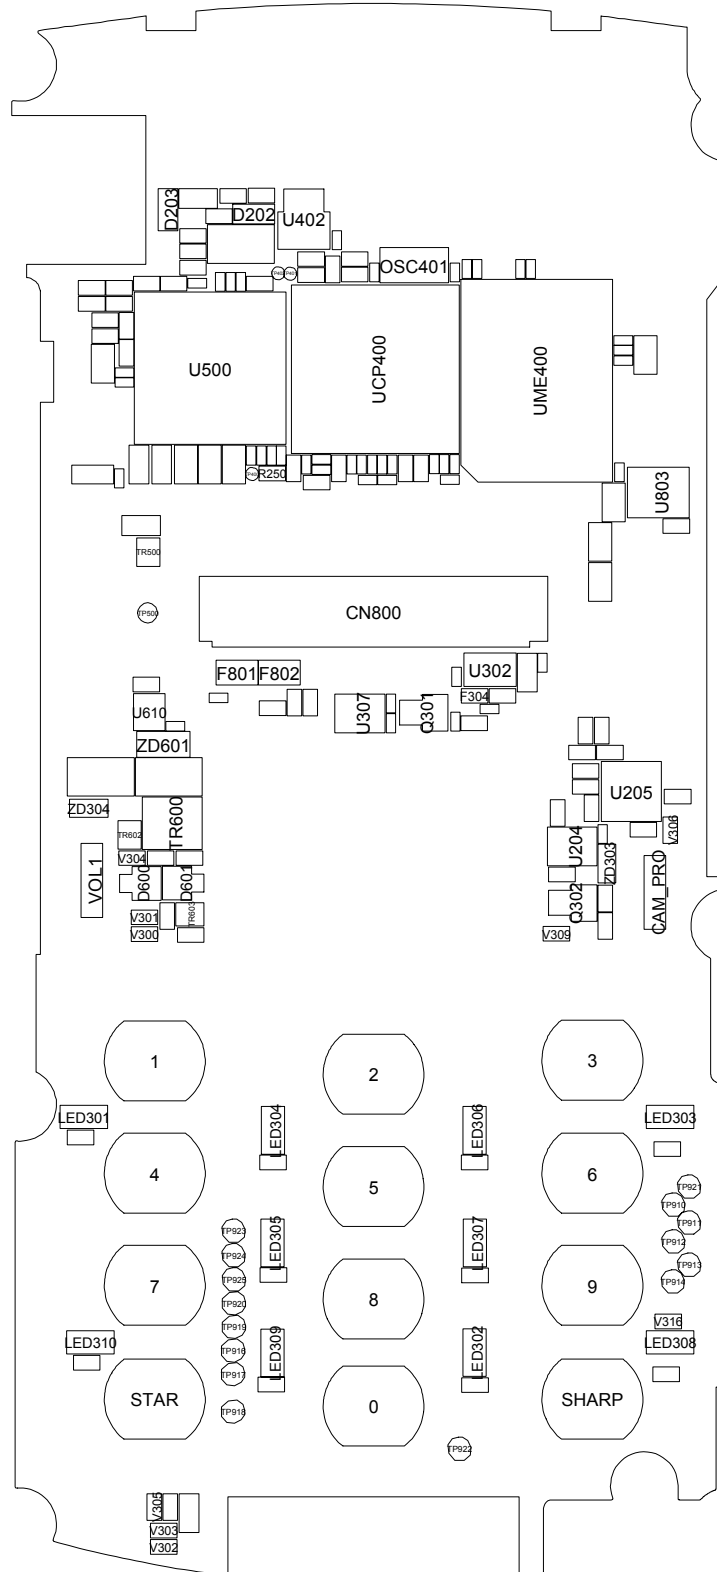 D203
D202
U402
OSC401
U500
UCP400
UME400
R250
U803
TR500
TP500
CN800
F801
F802
U302
F304
U307
Q301
U610
ZD601
ZD304
TR600
TR602
V304
VOL1
D600
D601
TR603
V301
V300
U205
V306
U204
ZD303
Q302
CAM_PRO
V309
1
2
3
LED301
LED304
LED306
LED303
4
5
6
TP921
TP910
TP911
TP912
TP913
TP914
TP923
TP924
TP925
TP920
TP919
TP916
TP917
TP918
LED305
LED307
7
8
9
V316
LED310
LED309
LED302
LED308
STAR
0
SHARP
TP922
V305
V303
V302